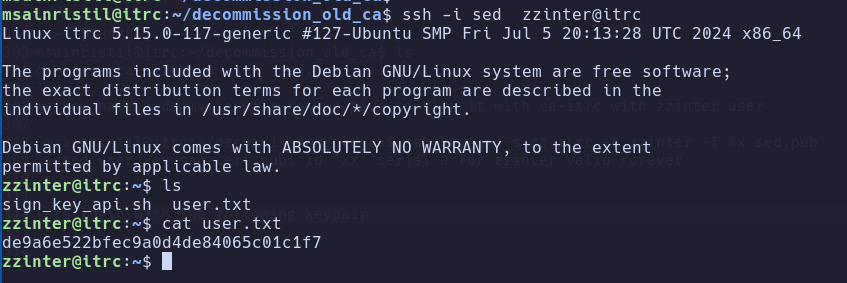 msainristil@itrc:~/decommission_old_ca$ ssh -i sed  zzinter@itrc
Linux itrc 5.15.0-117-generic #127-Ubuntu SMP Fri Jul 5 20:13:28 UTC 2024 x86_64
The programs included with the Debian GNU/Linux system are free software;
the exact distribution terms for each program are described in the
individual files in /usr/share/doc/*/copyright.
Debian GNU/Linux comes with ABSOLUTELY NO WARRANTY, to the extent
permitted by applicable law.
zzinter@itrc:~$ ls
sign_key_api.sh  user.txt
zzinter@itrc:~$ cat user.txt
de9a6e522bfec9a0d4de84065c01c1f7
zzinter@itrc:~$